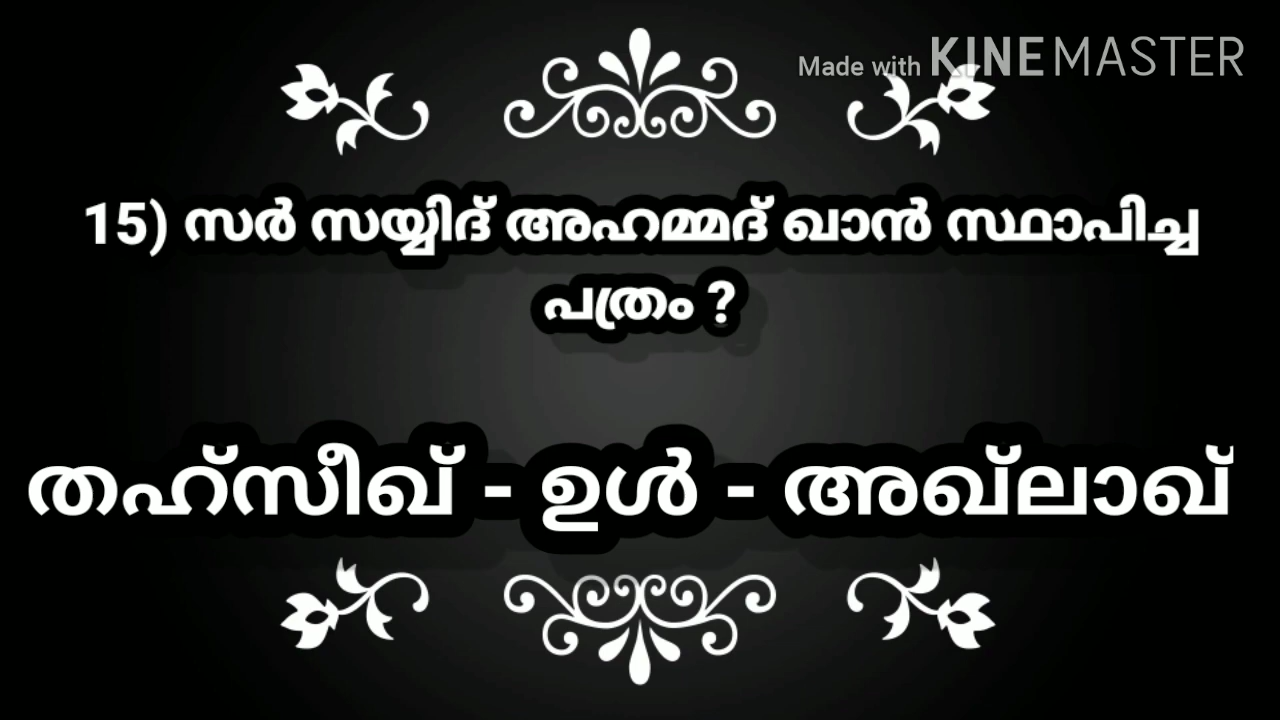 Made with KINEMASTER
15) സർ സയ്യിദ് അഹമ്മദ് ഖാൻ സ്ഥാപിച്ച
പത്രം ?
തഹ്സീഖ് - ഉൾ - അഖ്ലാഖ്